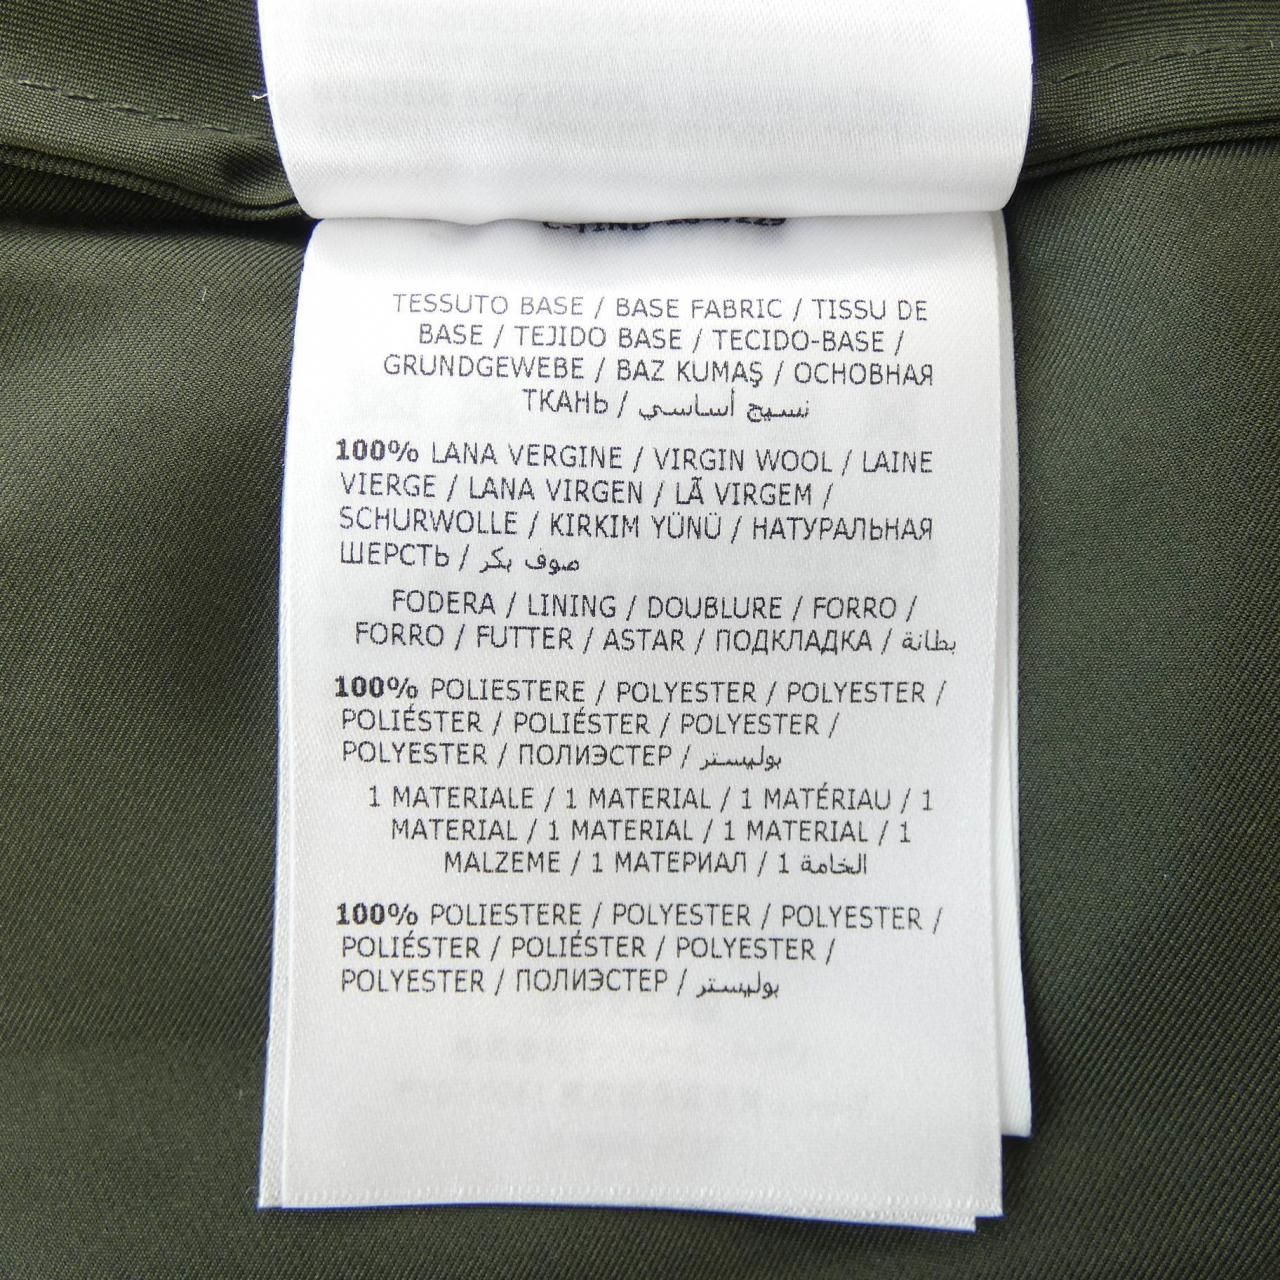 TESSUTO BASE / BASE FABRIC / TISSU DE
BASE / TEJIDO BASE / TECIDO-BASE /
GRUNDGEWEBE / BAZ KUMAŞ / ОСНОВНАЯ
ТКАНЬ / نسيج أساسي
100% LANA VERGINE / VIRGIN WOOL / LAINE
VIERGE / LANA VIRGEN / LÃ VIRGEM /
SCHURWOLLE / KIRKIM YÜNÜ / НАТУРАЛЬНАЯ
ШЕРСТЬ / صوف بكر
FODERA / LINING / DOUBLURE / FORRO /
FORRO / FUTTER / ASTAR / ПОДКЛАДКА / بطانة
100% POLIESTERE / POLYESTER / POLYESTER /
POLIÉSTER / POLIÉSTER / POLYESTER /
POLYESTER / ПОЛИЭСТЕР / بوليستر
1 MATERIALE / 1 MATERIAL / 1 MATÉRIAU / 1
MATERIAL / 1 MATERIAL / 1 MATERIAL / 1
MALZEME / 1 МАТЕРИАЛ / 1 الخامة
100% POLIESTERE / POLYESTER / POLYESTER /
POLIÉSTER / POLIÉSTER / POLYESTER /
POLYESTER / ПОЛИЭСТЕР / بوليستر